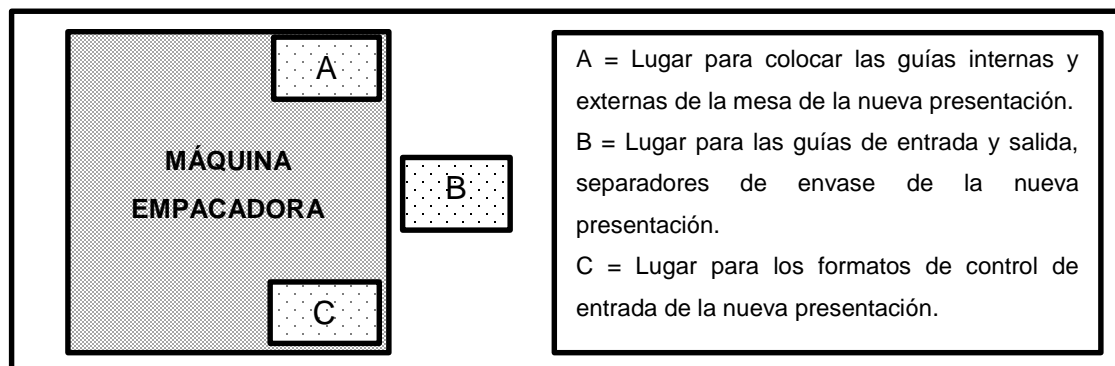 A
MÁQUINA
EMPACADORA
B
C
A = Lugar para colocar las guías internas y
externas de la mesa de la nueva presentación.
B = Lugar para las guías de entrada y salida,
separadores de envase de la nueva
presentación.
C = Lugar para los formatos de control de
entrada de la nueva presentación.